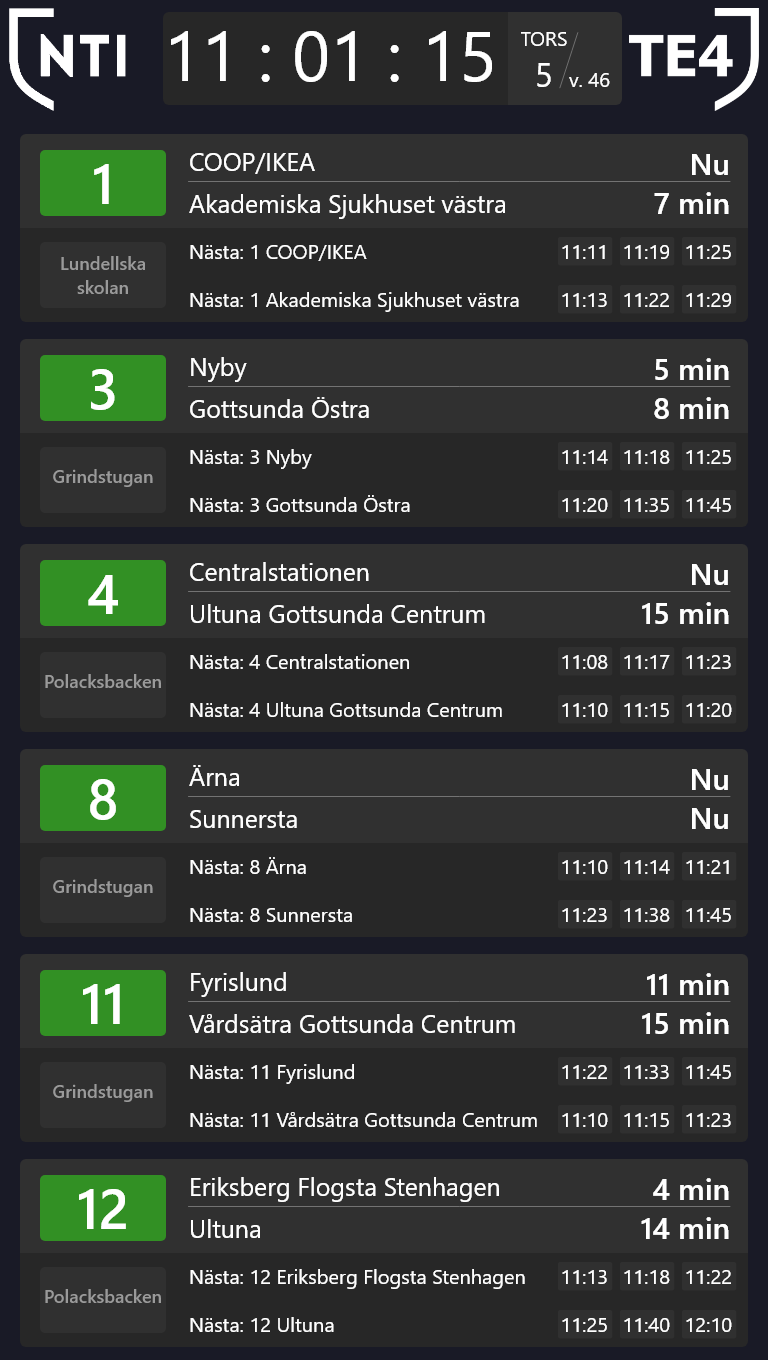 NTI
11 : 01 : 15
TORS
5
v. 46
TE4
1
COOP/IKEA Nu
Akademiska Sjukhuset västra 7 min
Lundellska
skolan
Nästa: 1 COOP/IKEA 11:11 11:19 11:25
Nästa: 1 Akademiska Sjukhuset västra 11:13 11:22 11:29
3
Nyby 5 min
Gottsunda Östra 8 min
Grindstugan
Nästa: 3 Nyby 11:14 11:18 11:25
Nästa: 3 Gottsunda Östra 11:20 11:35 11:45
4
Centralstationen Nu
Ultuna Gottsunda Centrum 15 min
Polacksbacken
Nästa: 4 Centralstationen 11:08 11:17 11:23
Nästa: 4 Ultuna Gottsunda Centrum 11:10 11:15 11:20
8
Ärna Nu
Sunnersta Nu
Grindstugan
Nästa: 8 Ärna 11:10 11:14 11:21
Nästa: 8 Sunnersta 11:23 11:38 11:45
11
Fyrislund 11 min
Vårdsätra Gottsunda Centrum 15 min
Grindstugan
Nästa: 11 Fyrislund 11:22 11:33 11:45
Nästa: 11 Vårdsätra Gottsunda Centrum 11:10 11:15 11:23
12
Eriksberg Flogsta Stenhagen 4 min
Ultuna 14 min
Polacksbacken
Nästa: 12 Eriksberg Flogsta Stenhagen 11:13 11:18 11:22
Nästa: 12 Ultuna 11:25 11:40 12:10